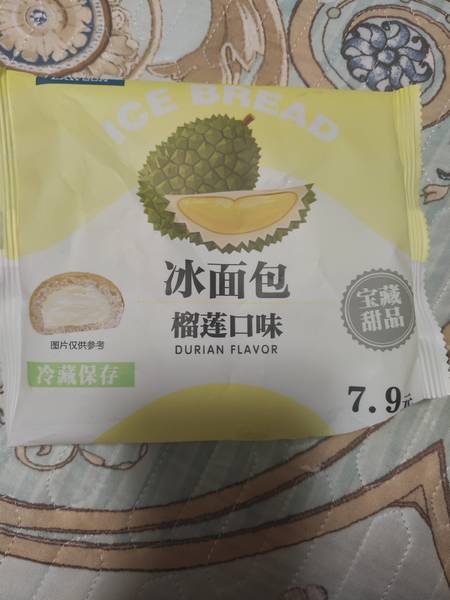 ICE BREAD
冰面包
榴莲口味
DURIAN FLAVOR
宝藏
甜品
图片仅供参考
冷藏保存
7.9元